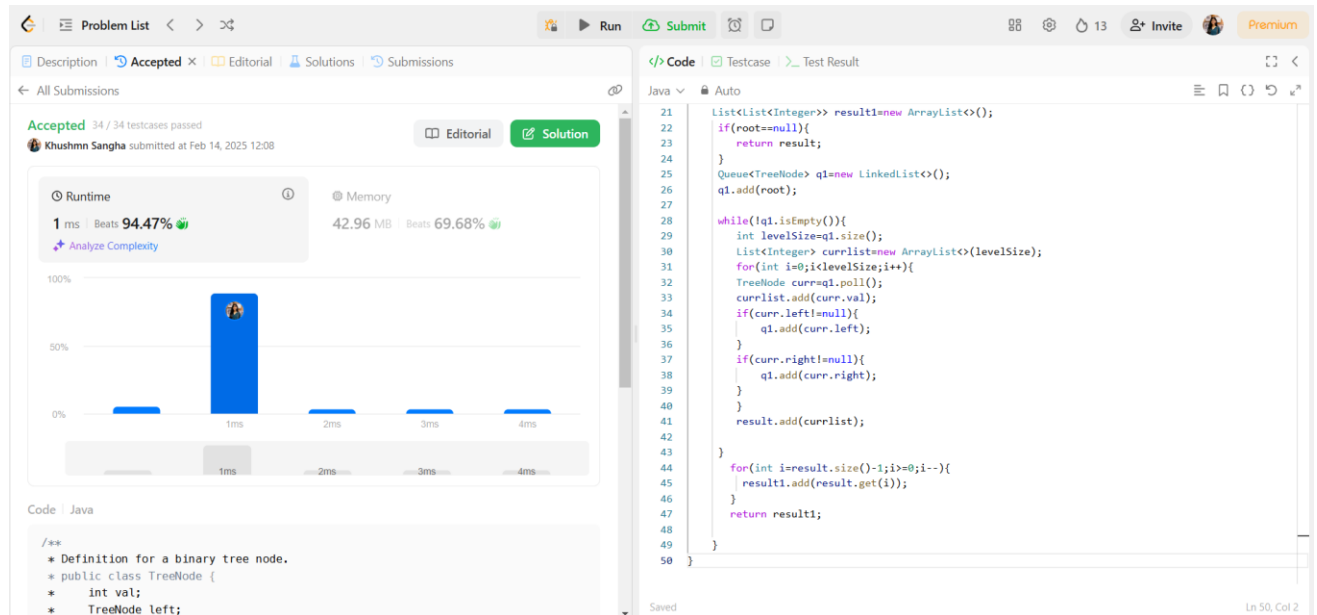 Problem List
Run
Submit
13
Invite
Premium
Description
Accepted
Editorial
Solutions
Submissions
All Submissions
Accepted 34 / 34 testcases passed
Khushmn Sangha submitted at Feb 14, 2025 12:08
Editorial
Solution
Runtime
1 ms Beats 94.47%
Analyze Complexity
Memory
42.96 MB Beats 69.68%
100%
50%
0%
1ms 2ms 3ms 4ms
1ms 2ms 3ms 4ms
Code Java
/**
* Definition for a binary tree node.
* public class TreeNode {
* int val;
* TreeNode left;
</> Code
Testcase
>_ Test Result
Java
Auto
21 List<List<Integer>> result1=new ArrayList<>();
22 if(root==null){
23 return result;
24 }
25 Queue<TreeNode> q1=new LinkedList<>();
26 q1.add(root);
27
28 while(!q1.isEmpty()){
29 int levelSize=q1.size();
30 List<Integer> currlist=new ArrayList<>(levelSize);
31 for(int i=0;i<levelSize;i++){
32 TreeNode curr=q1.poll();
33 currlist.add(curr.val);
34 if(curr.left!=null){
35 q1.add(curr.left);
36 }
37 if(curr.right!=null){
38 q1.add(curr.right);
39 }
40 }
41 result.add(currlist);
42
43 }
44 for(int i=result.size()-1;i>=0;i--){
45 result1.add(result.get(i));
46 }
47 return result1;
48
49 }
50 }
Saved
Ln 50, Col 2